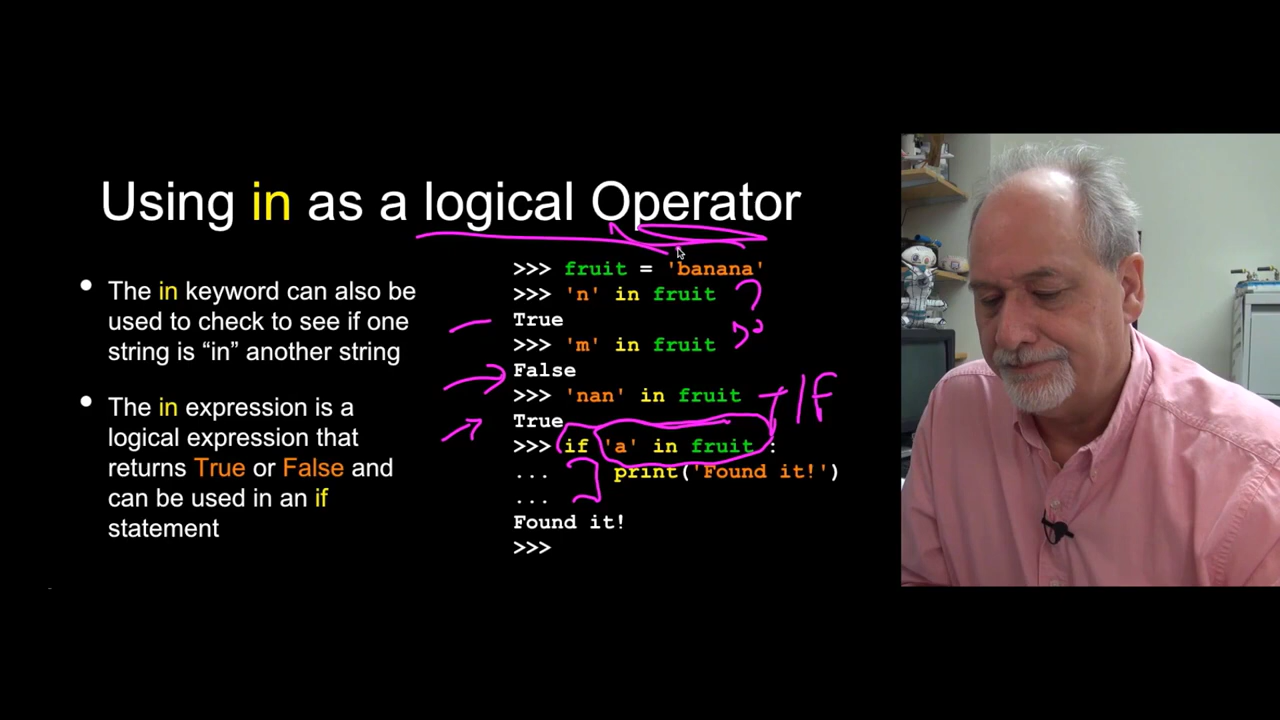 Using in as a logical Operator
• The in keyword can also be
used to check to see if one
string is “in” another string
• The in expression is a
logical expression that
returns True or False and
can be used in an if
statement
>>> fruit = 'banana'
>>> 'n' in fruit ?
True
>>> 'm' in fruit
False
>>> 'nan' in fruit T/F
True
>>> if 'a' in fruit :
... print('Found it!')
...
Found it!
>>>